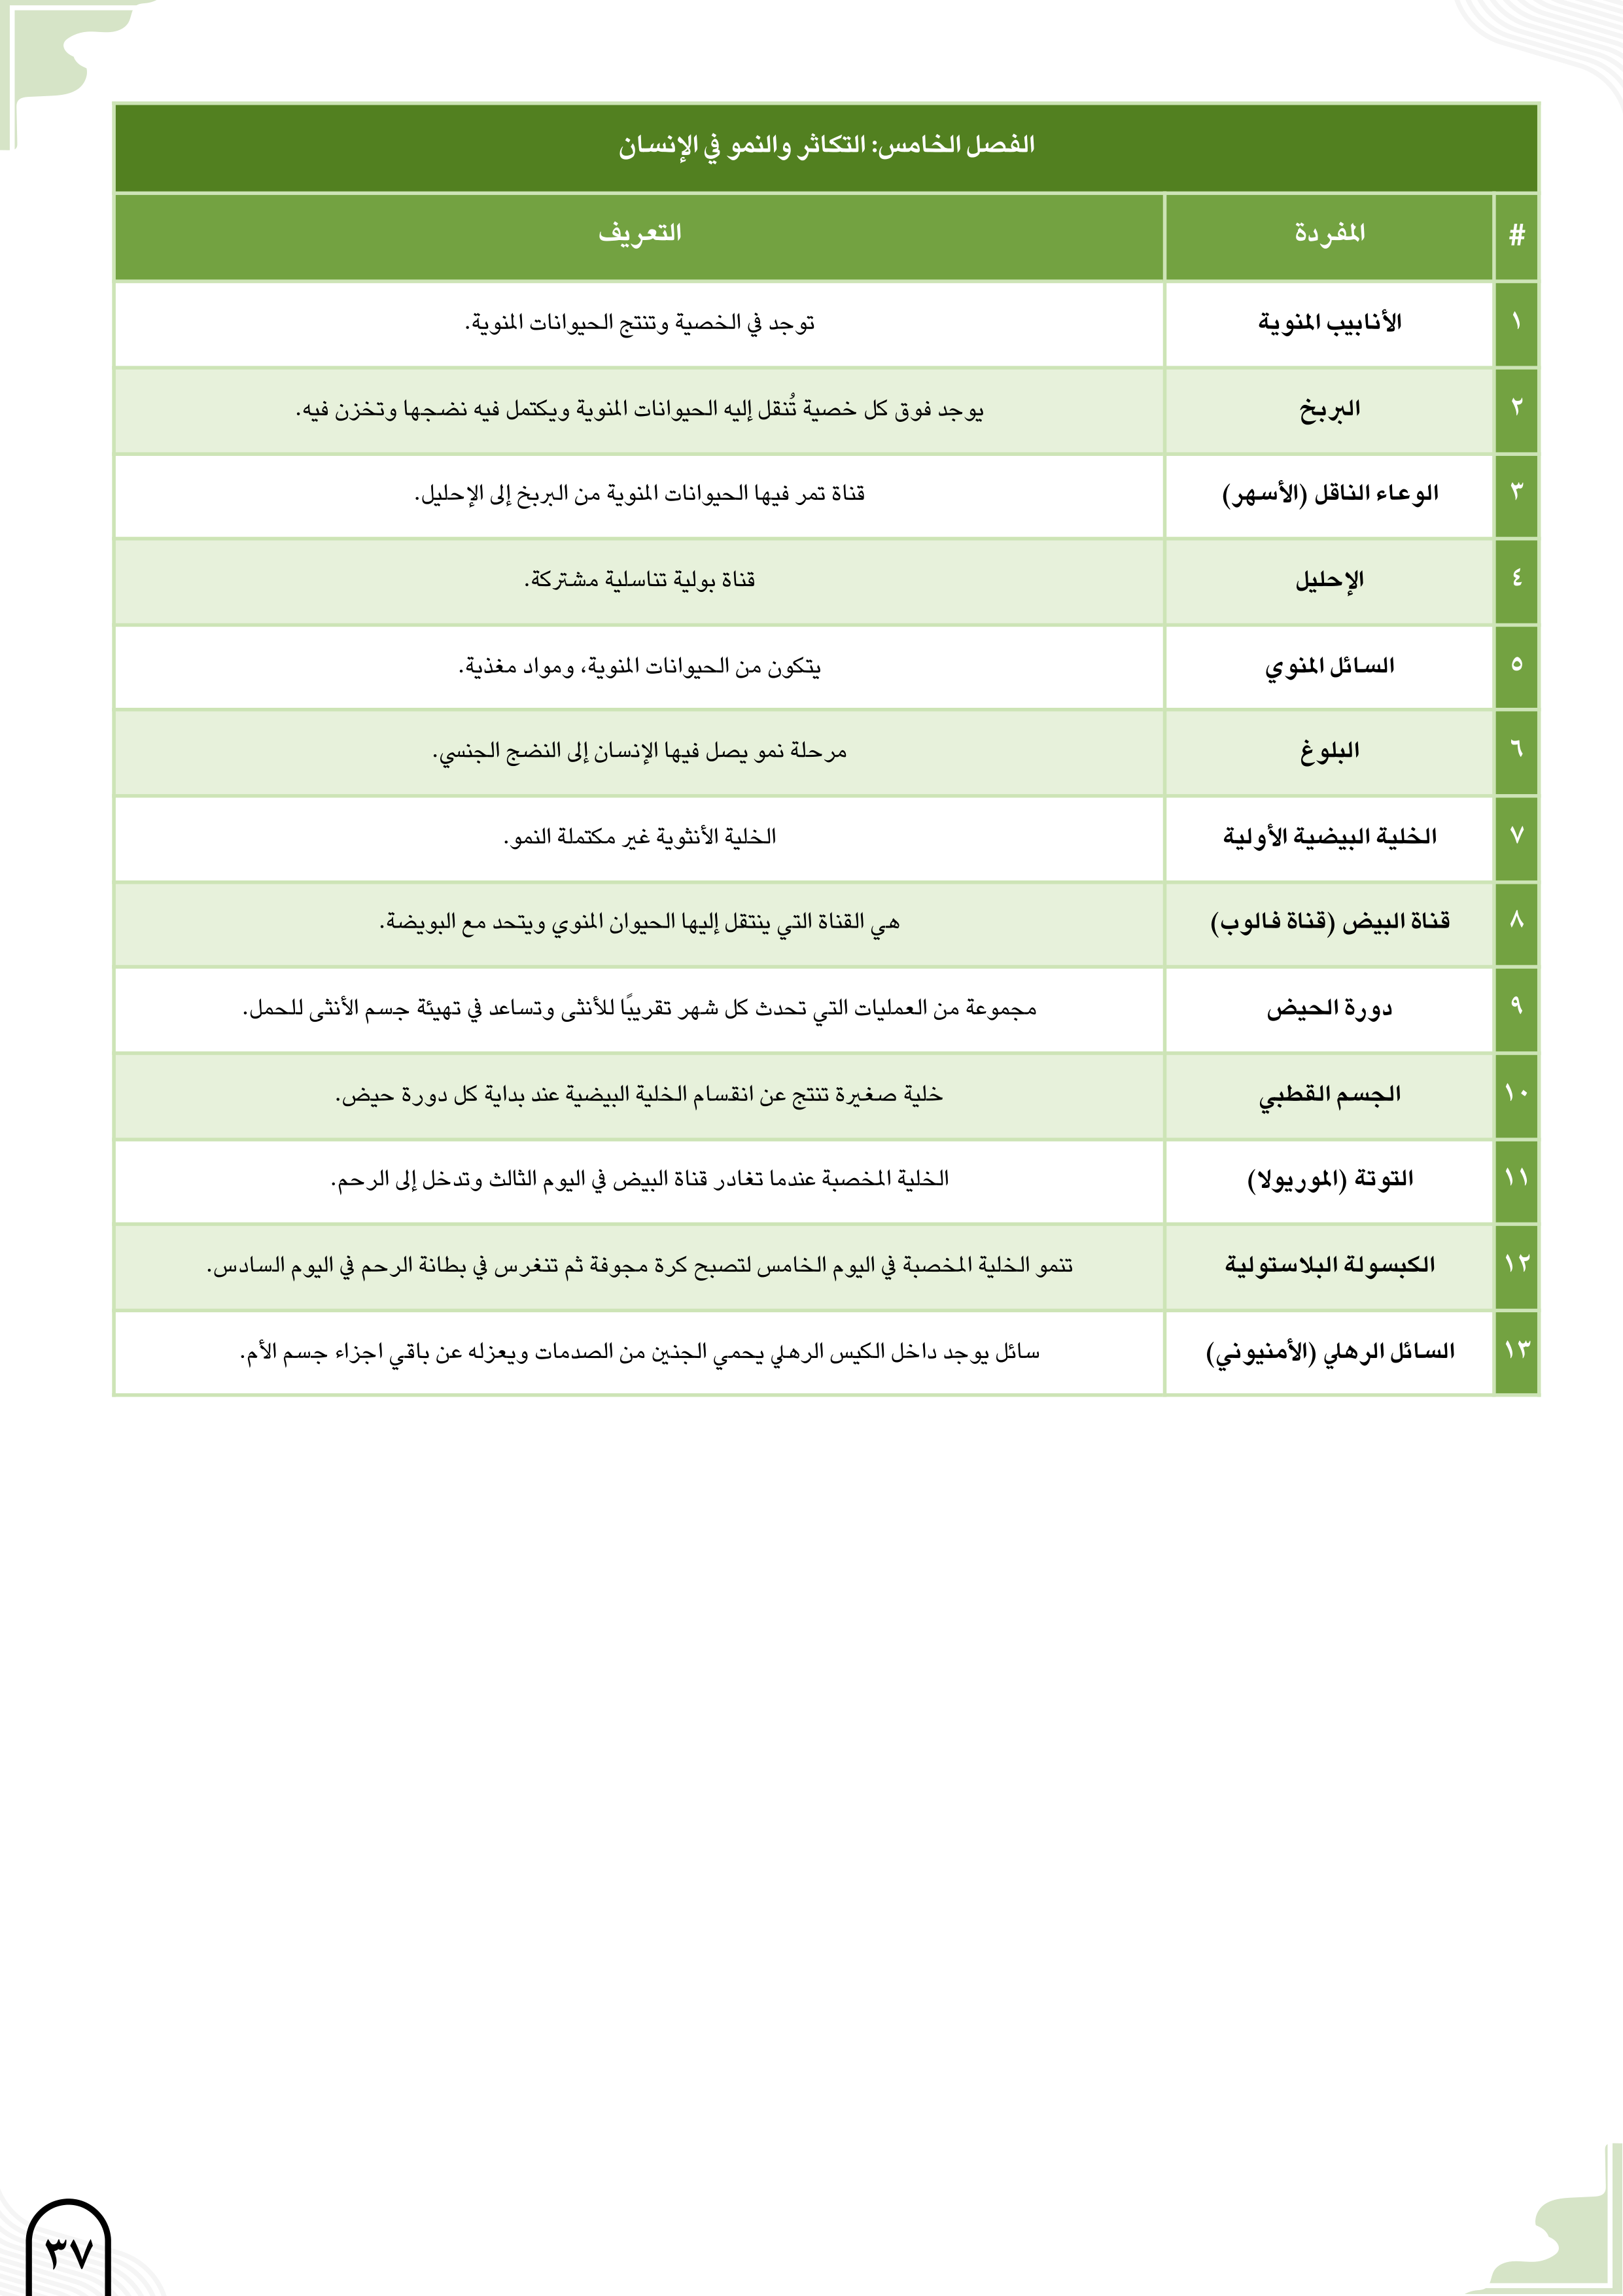 الفصل الخامس: التكاثر والنمو في الإنسان
# المفردة التعريف
١ الأنابيب المنوية توجد في الخصية وتنتج الحيوانات المنوية.
٢ البربخ يوجد فوق كل خصية تُنقل إليه الحيوانات المنوية ويكتمل فيه نضجها وتخزن فيه.
٣ الوعاء الناقل (الأسهر) قناة تمر فيها الحيوانات المنوية من البربخ إلى الإحليل.
٤ الإحليل قناة بولية تناسلية مشتركة.
٥ السائل المنوي يتكون من الحيوانات المنوية، ومواد مغذية.
٦ البلوغ مرحلة نمو يصل فيها الإنسان إلى النضج الجنسي.
٧ الخلية البيضية الأولية الخلية الأنثوية غير مكتملة النمو.
٨ قناة البيض (قناة فالوب) هي القناة التي ينتقل إليها الحيوان المنوي ويتحد مع البويضة.
٩ دورة الحيض مجموعة من العمليات التي تحدث كل شهر تقريبًا للأنثى وتساعد في تهيئة جسم الأنثى للحمل.
١٠ الجسم القطبي خلية صغيرة تنتج عن انقسام الخلية البيضية عند بداية كل دورة حيض.
١١ التوتة (الموريولا) الخلية المخصبة عندما تغادر قناة البيض في اليوم الثالث وتدخل إلى الرحم.
١٢ الكبسولة البلاستولية تنمو الخلية المخصبة في اليوم الخامس لتصبح كرة مجوفة ثم تنغرس في بطانة الرحم في اليوم السادس.
١٣ السائل الرهلي (الأمنيوني) سائل يوجد داخل الكيس الرهلي يحمي الجنين من الصدمات ويعزله عن باقي اجزاء جسم الأم.
٣٧